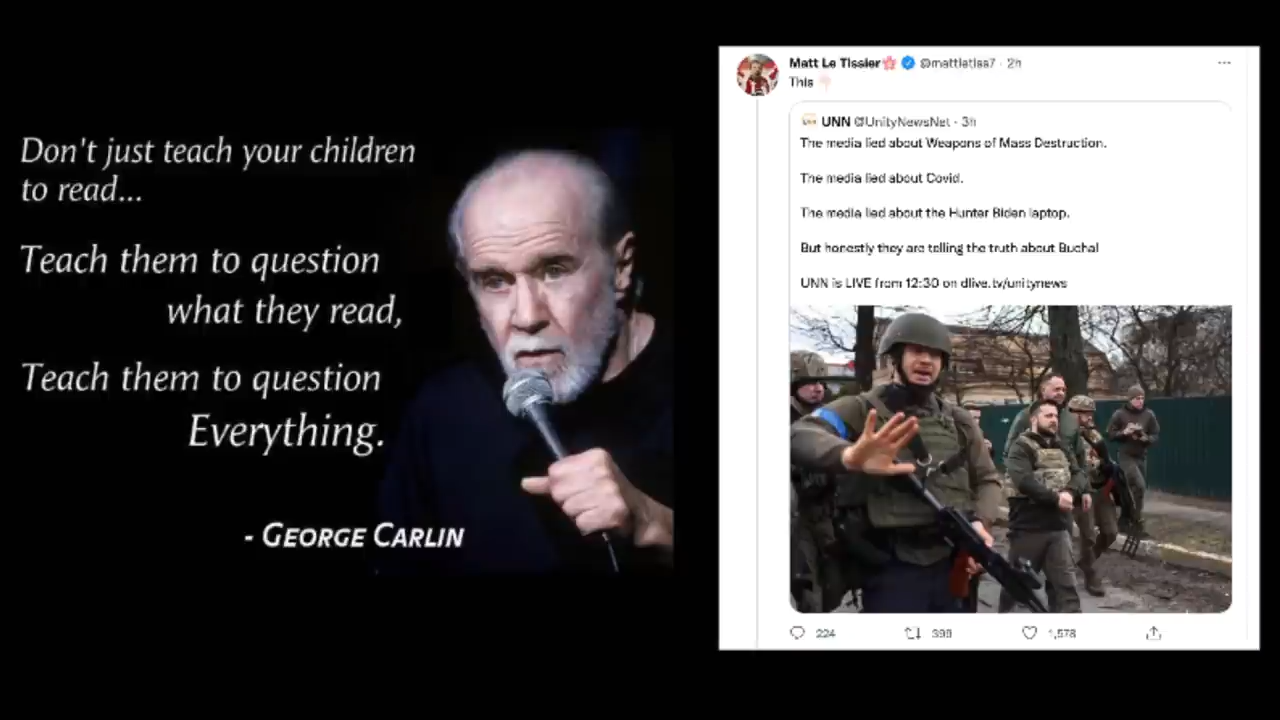 Don't just teach your children
to read...
Teach them to question
what they read,
Teach them to question
Everything.
- GEORGE CARLIN
Matt Le Tissier @mattletiss7 · 2h
This
UNN @UnityNewsNet · 3h
The media lied about Weapons of Mass Destruction.
The media lied about Covid.
The media lied about the Hunter Biden laptop.
But honestly they are telling the truth about Bucha!
UNN is LIVE from 12:30 on dlive.tv/unitynews
224 399 1,578